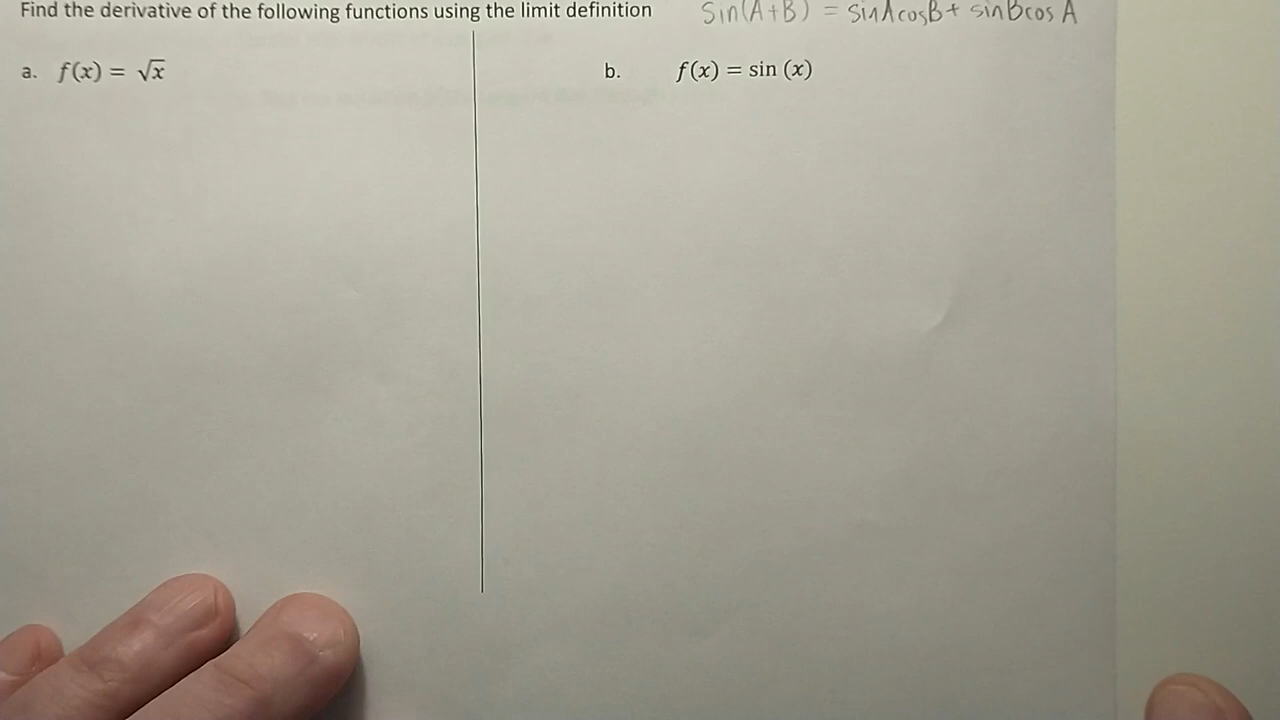 Find the derivative of the following functions using the limit definition Sin(A+B) = sinAcosB + sinBcos A
a. f(x) = √x b. f(x) = sin (x)